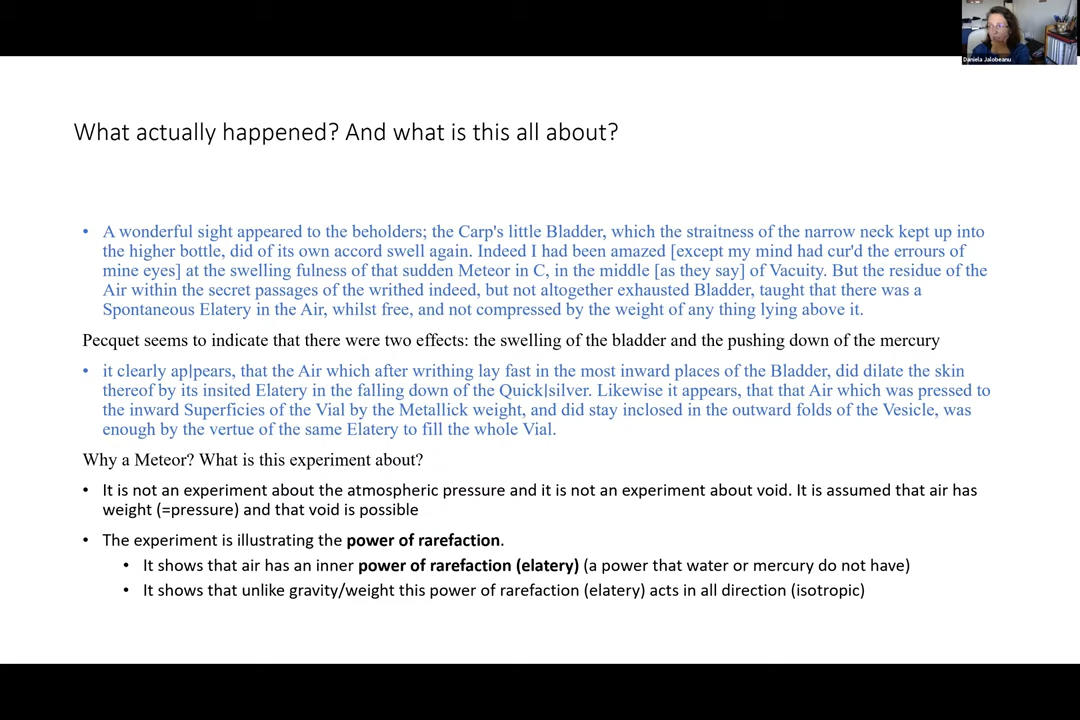 Daniela Jalobeanu
What actually happened? And what is this all about?
• A wonderful sight appeared to the beholders; the Carp's little Bladder, which the straitness of the narrow neck kept up into
the higher bottle, did of its own accord swell again. Indeed I had been amazed [except my mind had cur'd the errours of
mine eyes] at the swelling fulness of that sudden Meteor in C, in the middle [as they say] of Vacuity. But the residue of the
Air within the secret passages of the writhed indeed, but not altogether exhausted Bladder, taught that there was a
Spontaneous Elatery in the Air, whilst free, and not compressed by the weight of any thing lying above it.
Pecquet seems to indicate that there were two effects: the swelling of the bladder and the pushing down of the mercury
• it clearly ap|pears, that the Air which after writhing lay fast in the most inward places of the Bladder, did dilate the skin
thereof by its insited Elatery in the falling down of the Quick|silver. Likewise it appears, that that Air which was pressed to
the inward Superficies of the Vial by the Metallick weight, and did stay inclosed in the outward folds of the Vesicle, was
enough by the vertue of the same Elatery to fill the whole Vial.
Why a Meteor? What is this experiment about?
• It is not an experiment about the atmospheric pressure and it is not an experiment about void. It is assumed that air has
weight (=pressure) and that void is possible
• The experiment is illustrating the power of rarefaction.
• It shows that air has an inner power of rarefaction (elatery) (a power that water or mercury do not have)
• It shows that unlike gravity/weight this power of rarefaction (elatery) acts in all direction (isotropic)